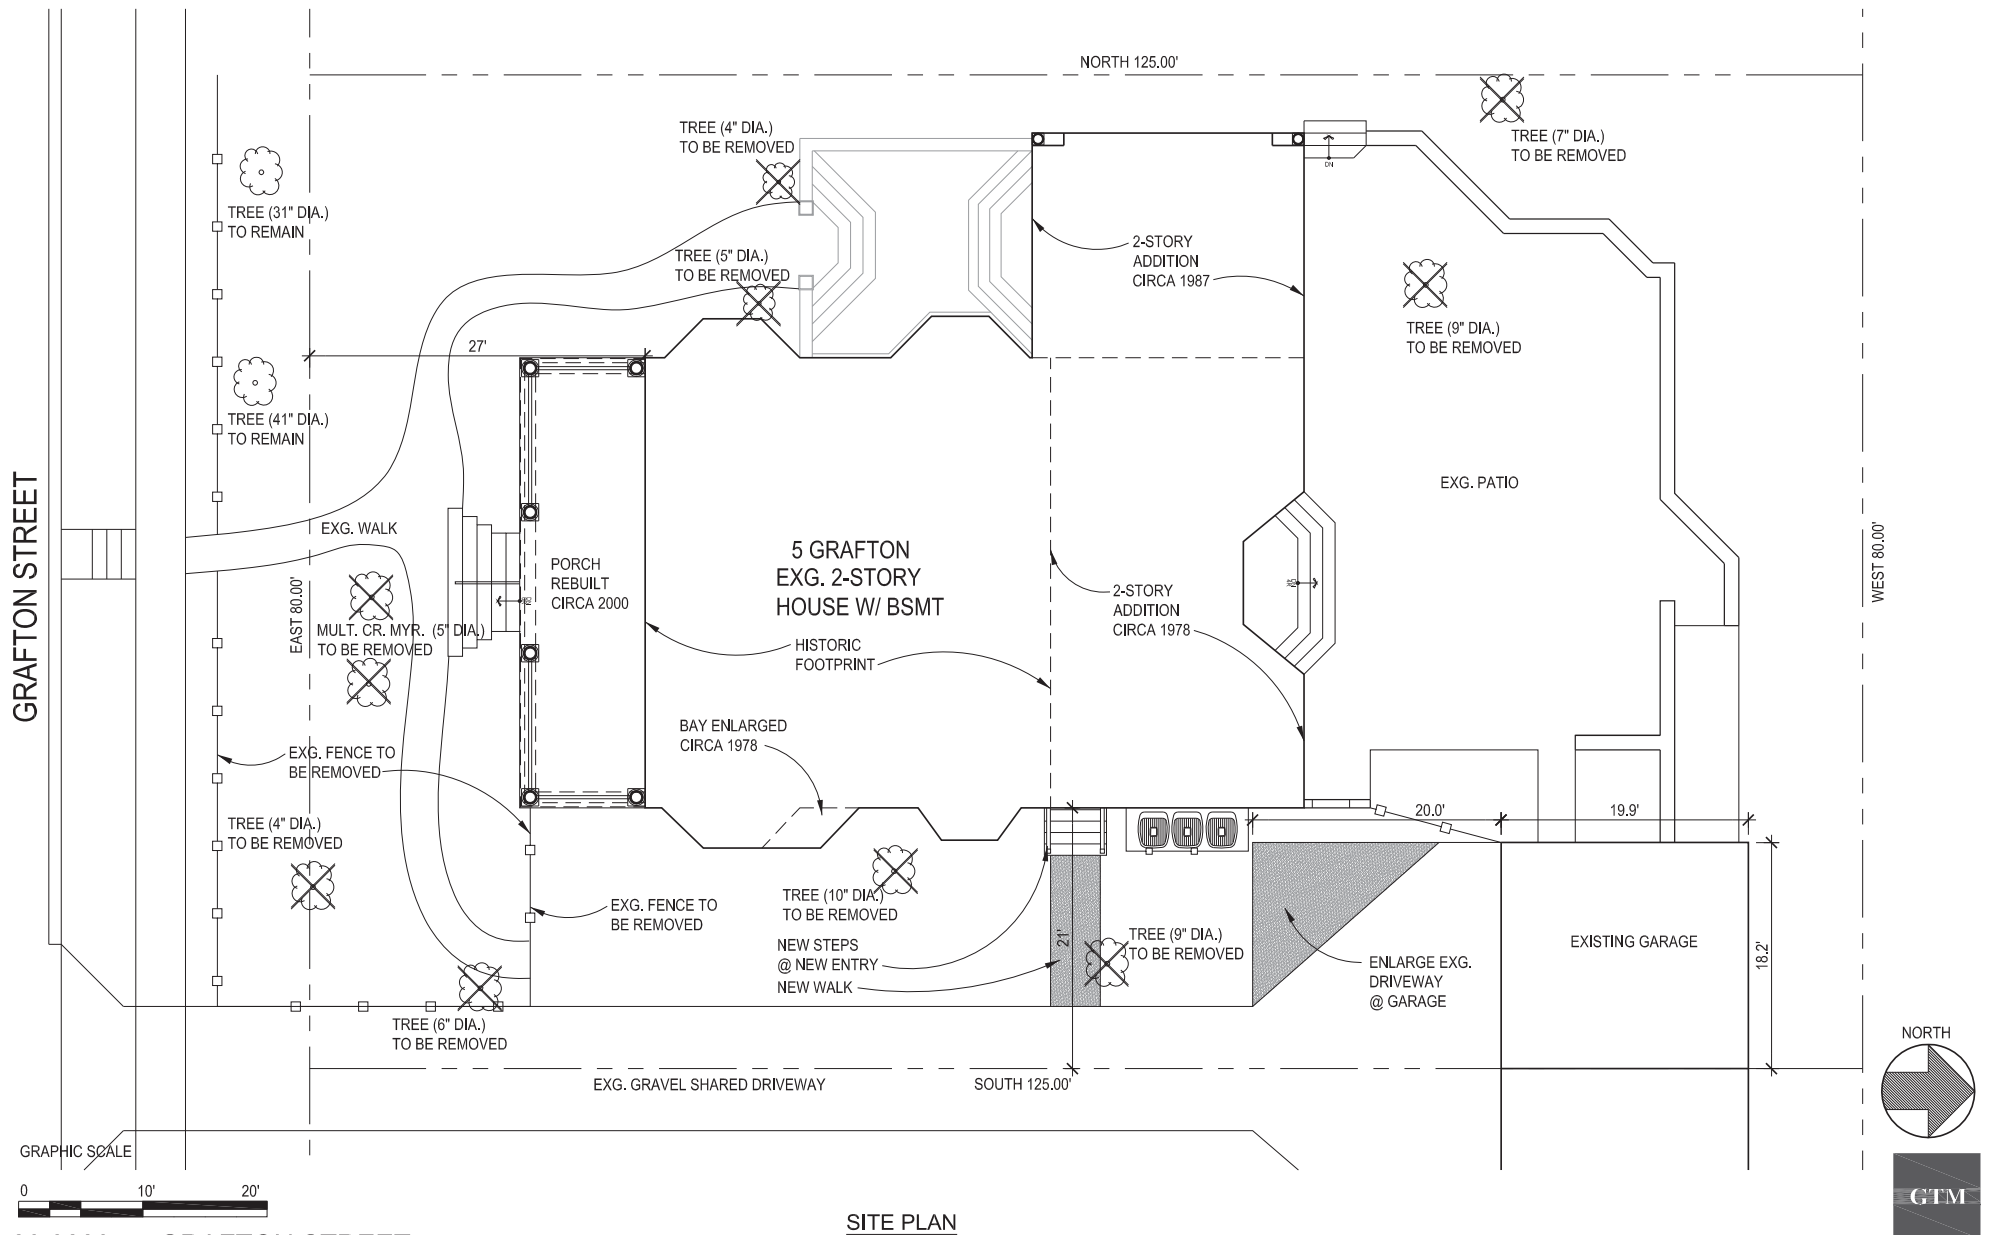 NORTH 125.00'
TREE (4" DIA.)
TO BE REMOVED
TREE (7" DIA.)
TO BE REMOVED
TREE (31" DIA.)
TO REMAIN
DN
2-STORY
ADDITION
CIRCA 1987
TREE (5" DIA.)
TO BE REMOVED
TREE (9" DIA.)
TO BE REMOVED
27'
TREE (41" DIA.)
TO REMAIN
EXG. PATIO
GRAFTON STREET
EXG. WALK
EAST 80.00'
WEST 80.00'
PORCH
REBUILT
CIRCA 2000
5 GRAFTON
EXG. 2-STORY
HOUSE W/ BSMT
2-STORY
ADDITION
CIRCA 1978
MULT. CR. MYR. (5" DIA.)
TO BE REMOVED
HISTORIC
FOOTPRINT
BAY ENLARGED
CIRCA 1978
EXG. FENCE TO
BE REMOVED
20.0'
19.9'
TREE (4" DIA.)
TO BE REMOVED
TREE (10" DIA.)
TO BE REMOVED
EXG. FENCE TO
BE REMOVED
21'
TREE (9" DIA.)
TO BE REMOVED
NEW STEPS
@ NEW ENTRY
NEW WALK
ENLARGE EXG.
DRIVEWAY
@ GARAGE
EXISTING GARAGE
18.2'
TREE (6" DIA.)
TO BE REMOVED
NORTH
EXG. GRAVEL SHARED DRIVEWAY
SOUTH 125.00'
GRAPHIC SCALE
0 10' 20'
GTM
SITE PLAN
GRAFTON STREET